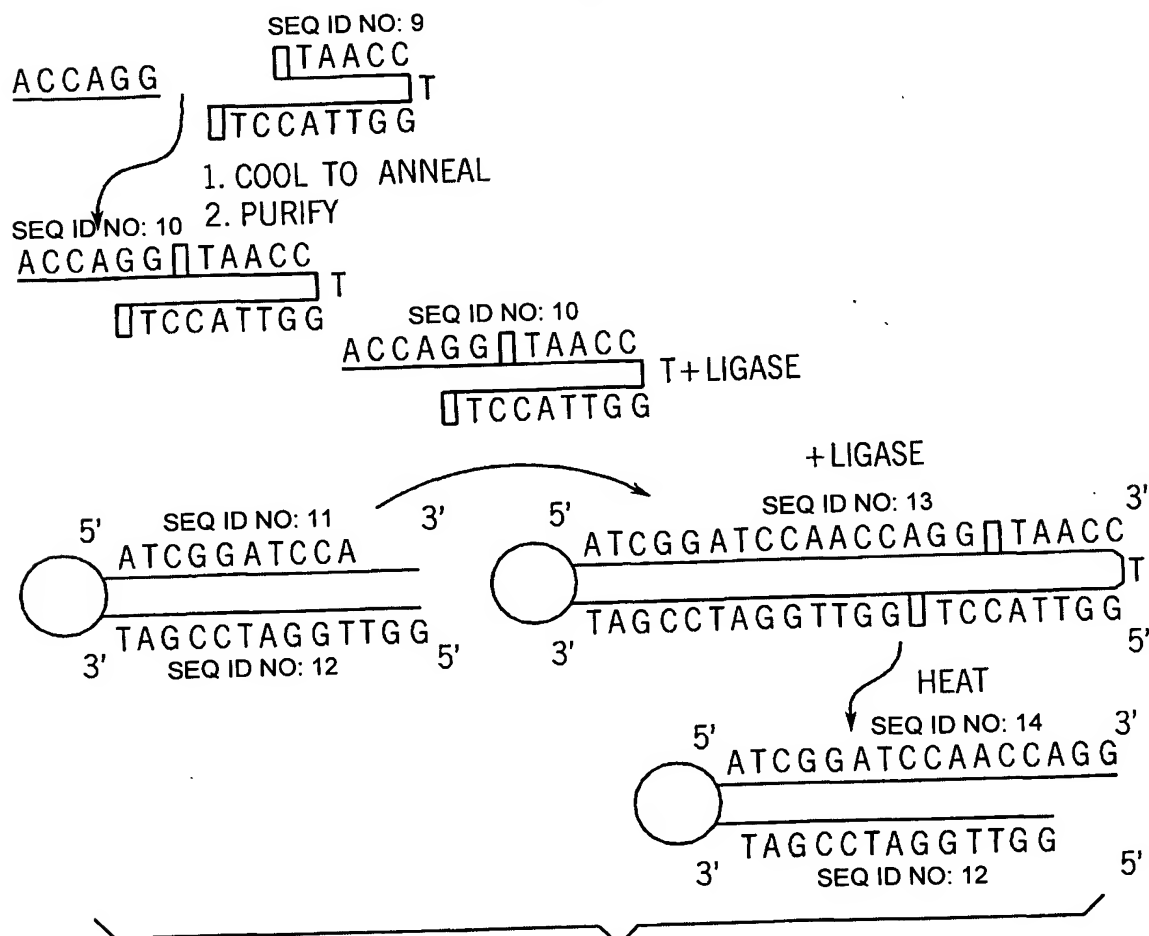 SEQ ID NO: 9
TAACC
ACCAGG
T
TCCATTGG
1. COOL TO ANNEAL
2. PURIFY
SEQ ID NO: 10
ACCAGG TAACC
T
TCCATTGG
SEQ ID NO: 10
ACCAGG TAACC
T+LIGASE
TCCATTGG
+LIGASE
5' SEQ ID NO: 11 3'
ATCGGATCCA
TAGCCTAGGTTGG
3' SEQ ID NO: 12 5'
5' SEQ ID NO: 13 3'
ATCGGATCCAACCAGG TAACC
T
TAGCCTAGGTTGG TCCATTGG
3' 5'
HEAT
5' SEQ ID NO: 14 3'
ATCGGATCCAACCAGG
TAGCCTAGGTTGG
3' SEQ ID NO: 12 5'